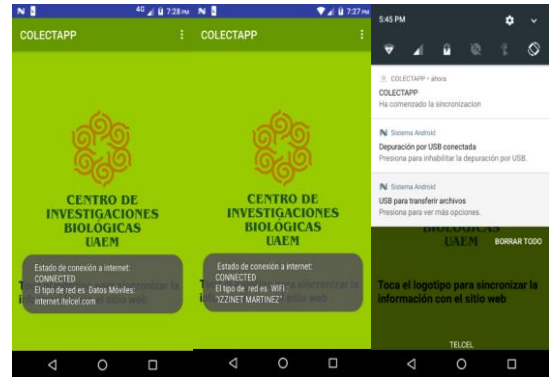 4G 7:28 PM
COLECTAPP
CENTRO DE
INVESTIGACIONES
BIOLÓGICAS
UAEM
Estado de conexión a internet:
CONNECTED
El tipo de red es Datos Móviles:
internet.itelcel.com
7:27 PM
COLECTAPP
CENTRO DE
INVESTIGACIONES
BIOLÓGICAS
UAEM
Estado de conexión a internet:
CONNECTED
El tipo de red es WIFI
"IZZINET MARTINEZ"
5:45 PM
COLECTAPP • ahora
COLECTAPP
Ha comenzado la sincronizacion
Sistema Android
Depuración por USB conectada
Presiona para inhabilitar la depuración por USB.
Sistema Android
USB para transferir archivos
Presiona para ver más opciones.
BIOLÓGICAS
UAEM
BORRAR TODO
Toca el logotipo para sincronizar la
información con el sitio web
TELCEL